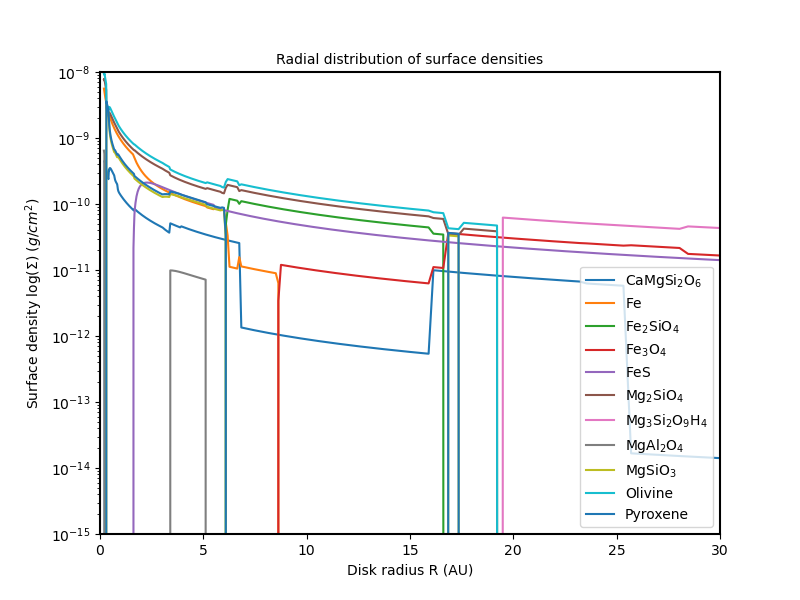 Radial distribution of surface densities
Surface density log(Σ) (g/cm²)
10⁻⁸
10⁻⁹
10⁻¹⁰
10⁻¹¹
10⁻¹²
10⁻¹³
10⁻¹⁴
10⁻¹⁵
CaMgSi₂O₆
Fe
Fe₂SiO₄
Fe₃O₄
FeS
Mg₂SiO₄
Mg₃Si₂O₉H₄
MgAl₂O₄
MgSiO₃
Olivine
Pyroxene
0 5 10 15 20 25 30
Disk radius R (AU)